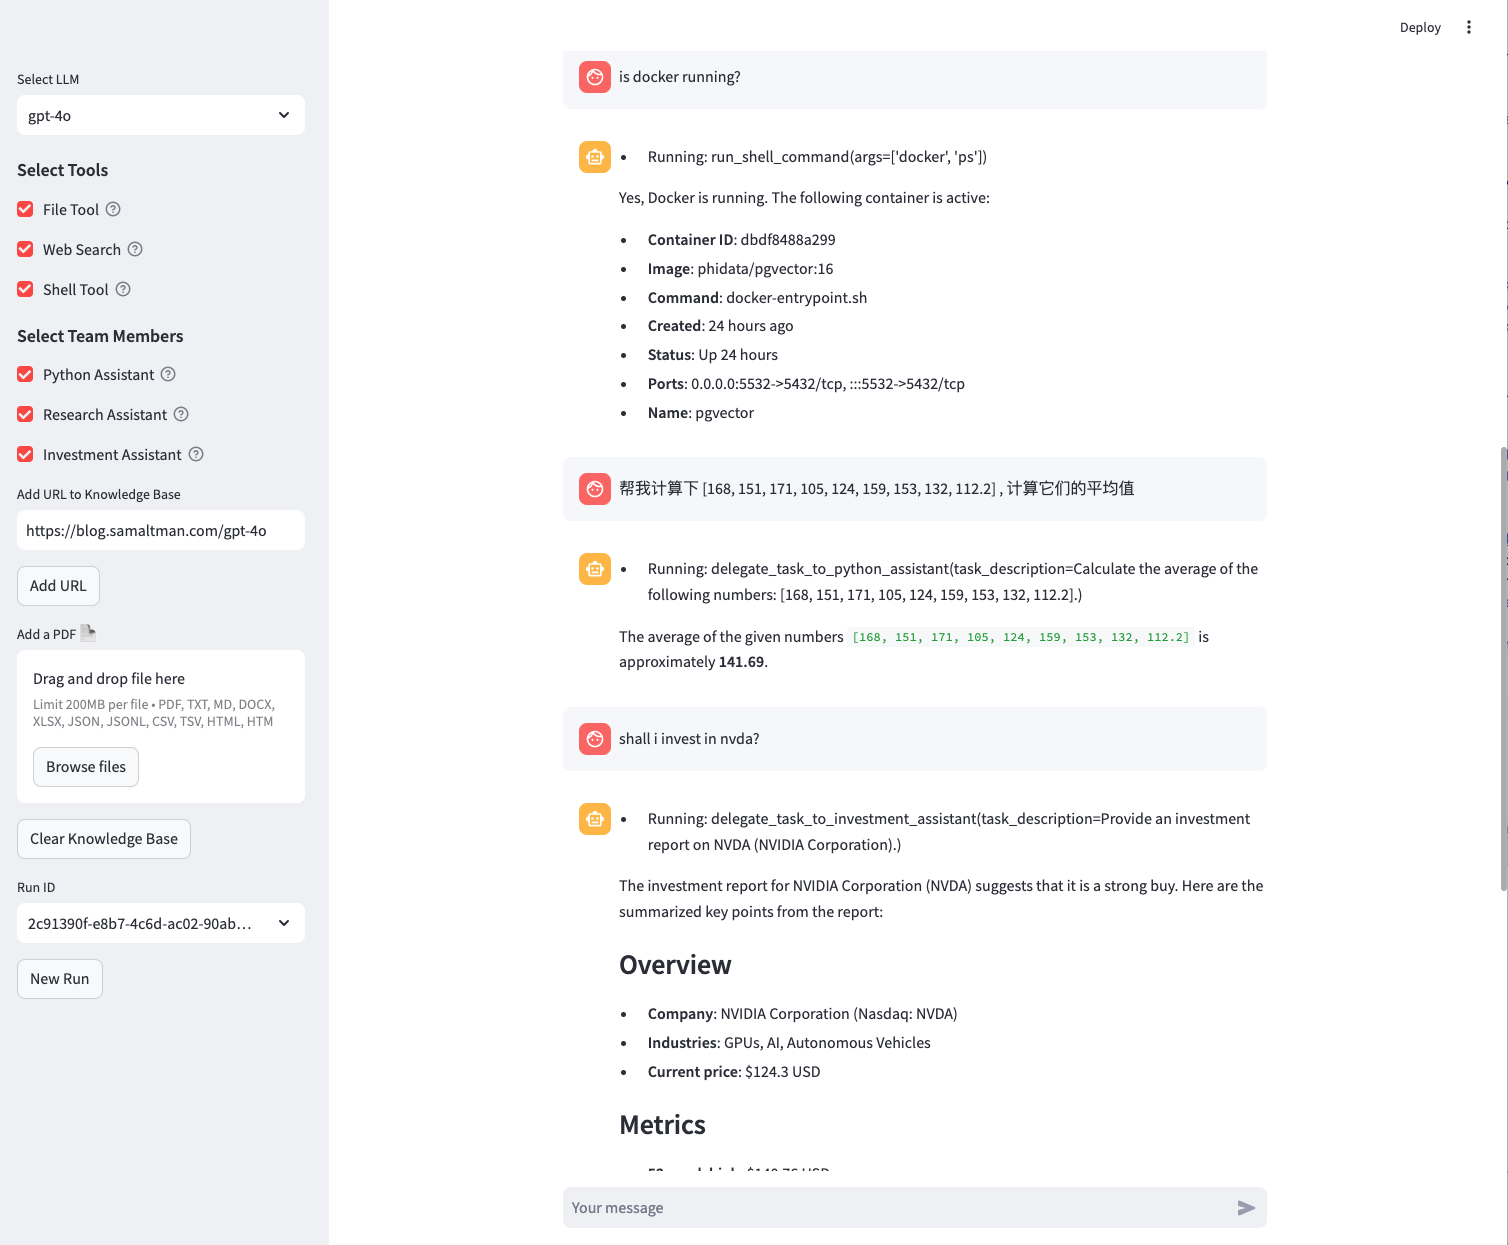 Deploy
Select LLM
gpt-4o
Select Tools
File Tool
Web Search
Shell Tool
Select Team Members
Python Assistant
Research Assistant
Investment Assistant
Add URL to Knowledge Base
https://blog.samaltman.com/gpt-4o
Add URL
Add a PDF
Drag and drop file here
Limit 200MB per file • PDF, TXT, MD, DOCX,
XLSX, JSON, JSONL, CSV, TSV, HTML, HTM
Browse files
Clear Knowledge Base
Run ID
2c91390f-e8b7-4c6d-ac02-90ab…
New Run
is docker running?
• Running: run_shell_command(args=['docker', 'ps'])
Yes, Docker is running. The following container is active:
• Container ID: dbdf8488a299
• Image: phidata/pgvector:16
• Command: docker-entrypoint.sh
• Created: 24 hours ago
• Status: Up 24 hours
• Ports: 0.0.0.0:5532->5432/tcp, :::5532->5432/tcp
• Name: pgvector
帮我计算下 [168, 151, 171, 105, 124, 159, 153, 132, 112.2] , 计算它们的平均值
• Running: delegate_task_to_python_assistant(task_description=Calculate the average of the
following numbers: [168, 151, 171, 105, 124, 159, 153, 132, 112.2].)
The average of the given numbers [168, 151, 171, 105, 124, 159, 153, 132, 112.2] is
approximately 141.69.
shall i invest in nvda?
• Running: delegate_task_to_investment_assistant(task_description=Provide an investment
report on NVDA (NVIDIA Corporation).)
The investment report for NVIDIA Corporation (NVDA) suggests that it is a strong buy. Here are the
summarized key points from the report:
Overview
• Company: NVIDIA Corporation (Nasdaq: NVDA)
• Industries: GPUs, AI, Autonomous Vehicles
• Current price: $124.3 USD
Metrics
Your message